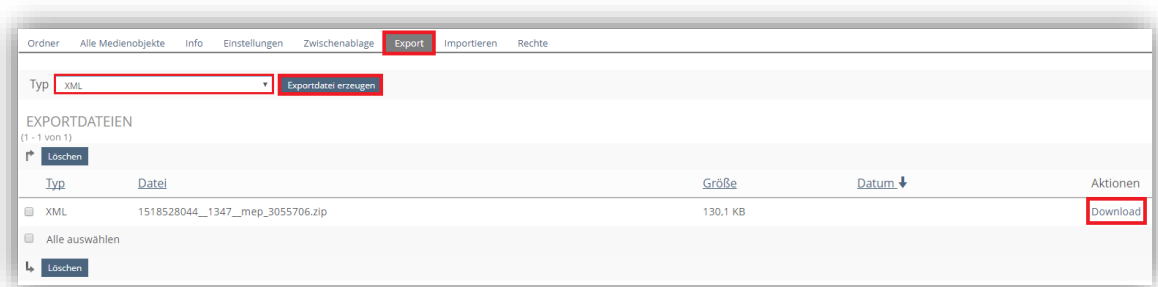 Ordner Alle Medienobjekte Info Einstellungen Zwischenablage Export Importieren Rechte
Typ XML Exportdatei erzeugen
EXPORTDATEIEN
(1 - 1 von 1)
Löschen
Typ Datei Größe Datum Aktionen
XML 1518528044__1347__mep_3055706.zip 130,1 KB Download
Alle auswählen
Löschen